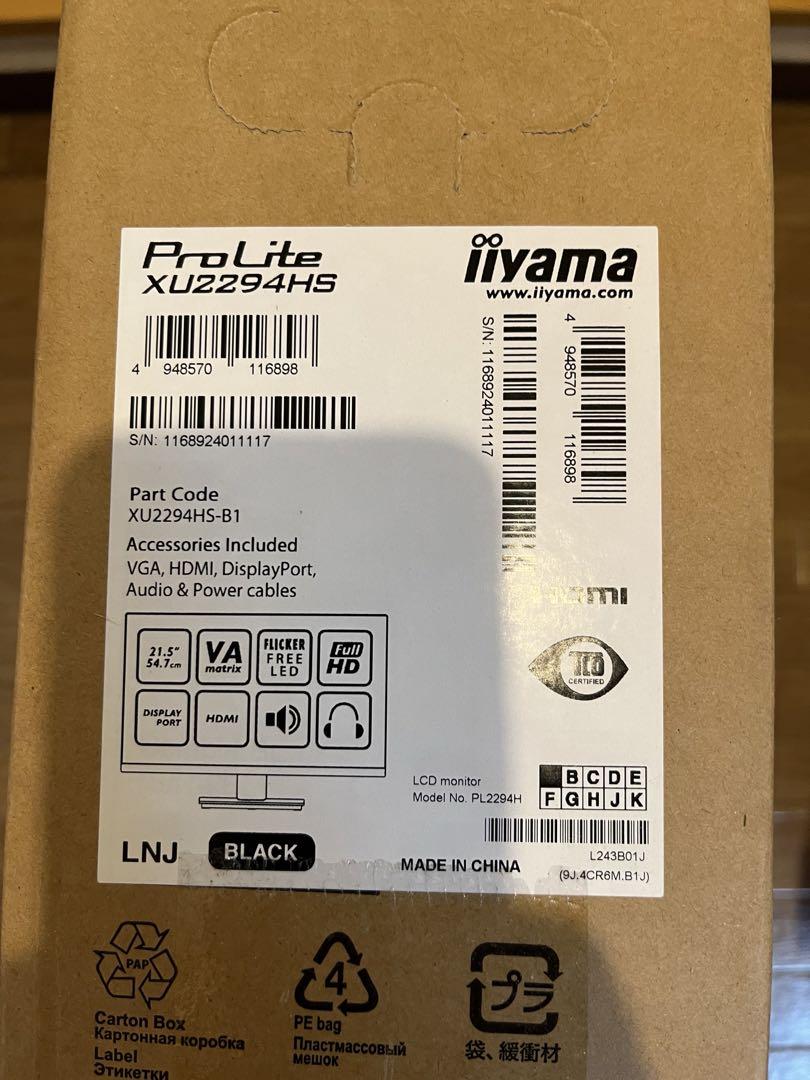 ProLite
XU2294HS
iiyama
www.iiyama.com
4 948570 116898
S/N: 1168924011117
S/N: 1168924011117
4 948570 116898
Part Code
XU2294HS-B1
Accessories Included
VGA, HDMI, DisplayPort,
Audio & Power cables
HDMI
21.5"
54.7cm
VA
matrix
FLICKER
FREE
LED
Full
HD
DISPLAY
PORT
HDMI
TCO
CERTIFIED
LCD monitor
Model No. PL2294H
B C D E
F G H J K
L243B01J
(9J.4CR6M.B1J)
LNJ
BLACK
MADE IN CHINA
PAP
4
プラ
Carton Box
Картонная коробка
Label
Этикетки
PE bag
Пластмассовый
мешок
袋、緩衝材